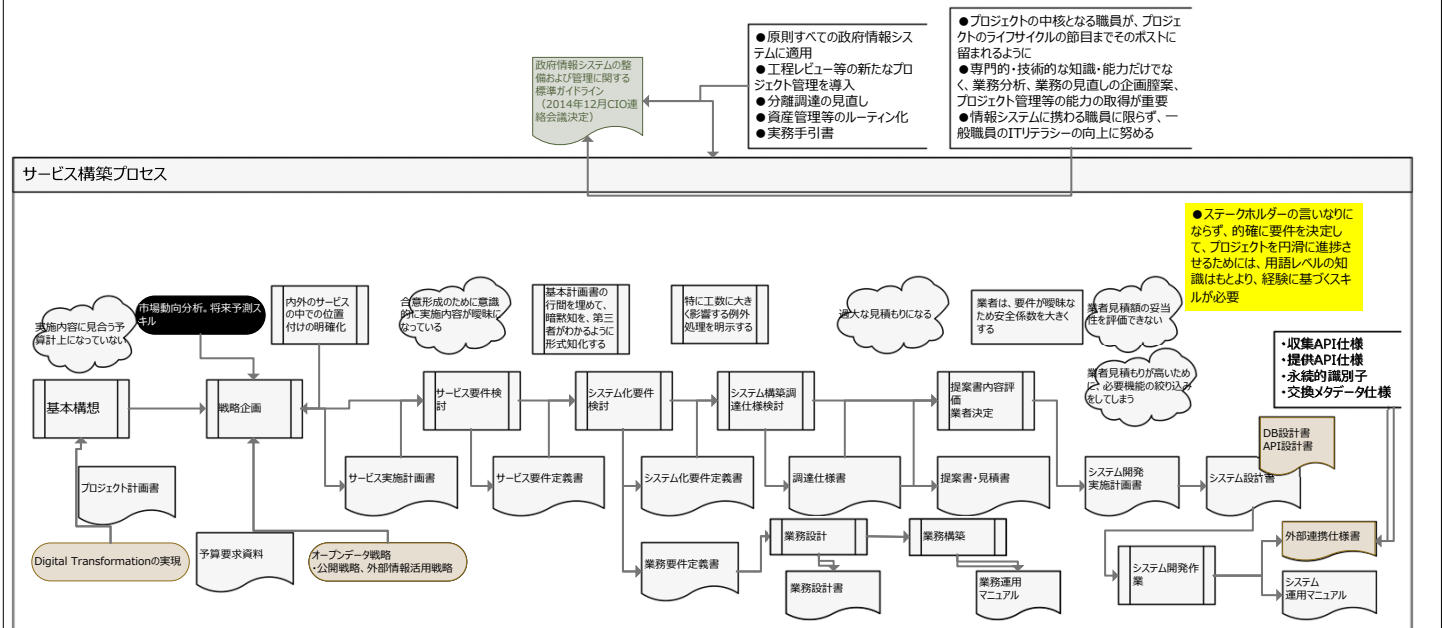 政府情報システムの整
備および管理に関する
標準ガイドライン
（2014年12月CIO連
絡会議決定）
●原則すべての政府情報シス
テムに適用
●工程レビュー等の新たなプロ
ジェクト管理を導入
●分離調達の見直し
●資産管理等のルーティン化
●実務手引書
●プロジェクトの中核となる職員が、プロジェ
クトのライフサイクルの節目までそのポストに
留まれるように
●専門的・技術的な知識・能力だけでな
く、業務分析、業務の見直しの企画膣案、
プロジェクト管理等の能力の取得が重要
●情報システムに携わる職員に限らず、一
般職員のITリテラシーの向上に努める
サービス構築プロセス
●ステークホルダーの言いなりに
ならず、的確に要件を決定し
て、プロジェクトを円滑に進捗さ
せるためには、用語レベルの知
識はもとより、経験に基づくスキ
ルが必要
実施内容に見合う予
算計上になっていない
市場動向分析。将来予測ス
キル
内外のサービス
の中での位置
付けの明確化
合意形成のために意識
的に実施内容が曖昧に
なっている
基本計画書の
行間を埋めて、
暗黙知を、第三
者がわかるように
形式知化する
特に工数に大き
く影響する例外
処理を明示する
過大な見積もりになる
業者は、要件が曖昧な
ため安全係数を大きく
する
業者見積額の妥当
性を評価できない
業者見積もりが高いため
に、必要機能の絞り込み
をしてしまう
・収集API仕様
・提供API仕様
・永続的識別子
・交換メタデータ仕様
基本構想
戦略企画
サービス要件検
討
システム化要件
検討
システム構築調
達仕様検討
提案書内容評
価
業者決定
DB設計書
API設計書
プロジェクト計画書
サービス実施計画書
サービス要件定義書
システム化要件定義書
調達仕様書
提案書・見積書
システム開発
実施計画書
システム設計書
Digital Transformationの実現
予算要求資料
オープンデータ戦略
・公開戦略、外部情報活用戦略
業務要件定義書
業務設計
業務構築
外部連携仕様書
業務設計書
業務運用
マニュアル
システム開発作
業
システム
運用マニュアル